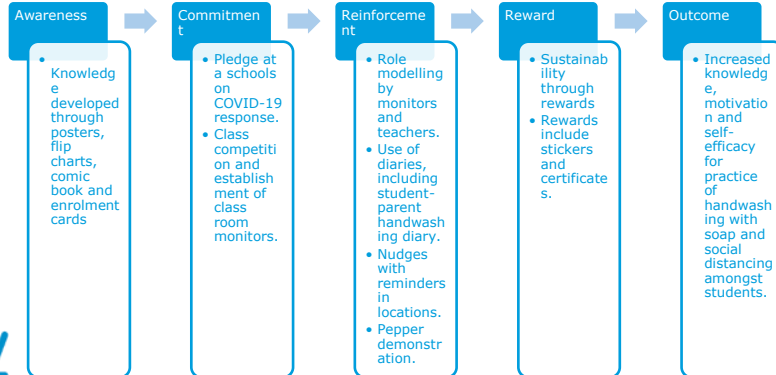 Awareness
•
Knowledg
e
developed
through
posters,
flip
charts,
comic
book and
enrolment
cards
Commitmen
t
• Pledge at
a schools
on
COVID-19
response.
• Class
competiti
on and
establish
ment of
class
room
monitors.
Reinforceme
nt
• Role
modelling
by
monitors
and
teachers.
• Use of
diaries,
including
student-
parent
handwash
ing diary.
• Nudges
with
reminders
in
locations.
• Pepper
demonstr
ation.
Reward
• Sustainab
ility
through
rewards
• Rewards
include
stickers
and
certificate
s.
Outcome
• Increased
knowledg
e,
motivatio
n and
self-
efficacy
for
practice
of
handwash
ing with
soap and
social
distancing
amongst
students.